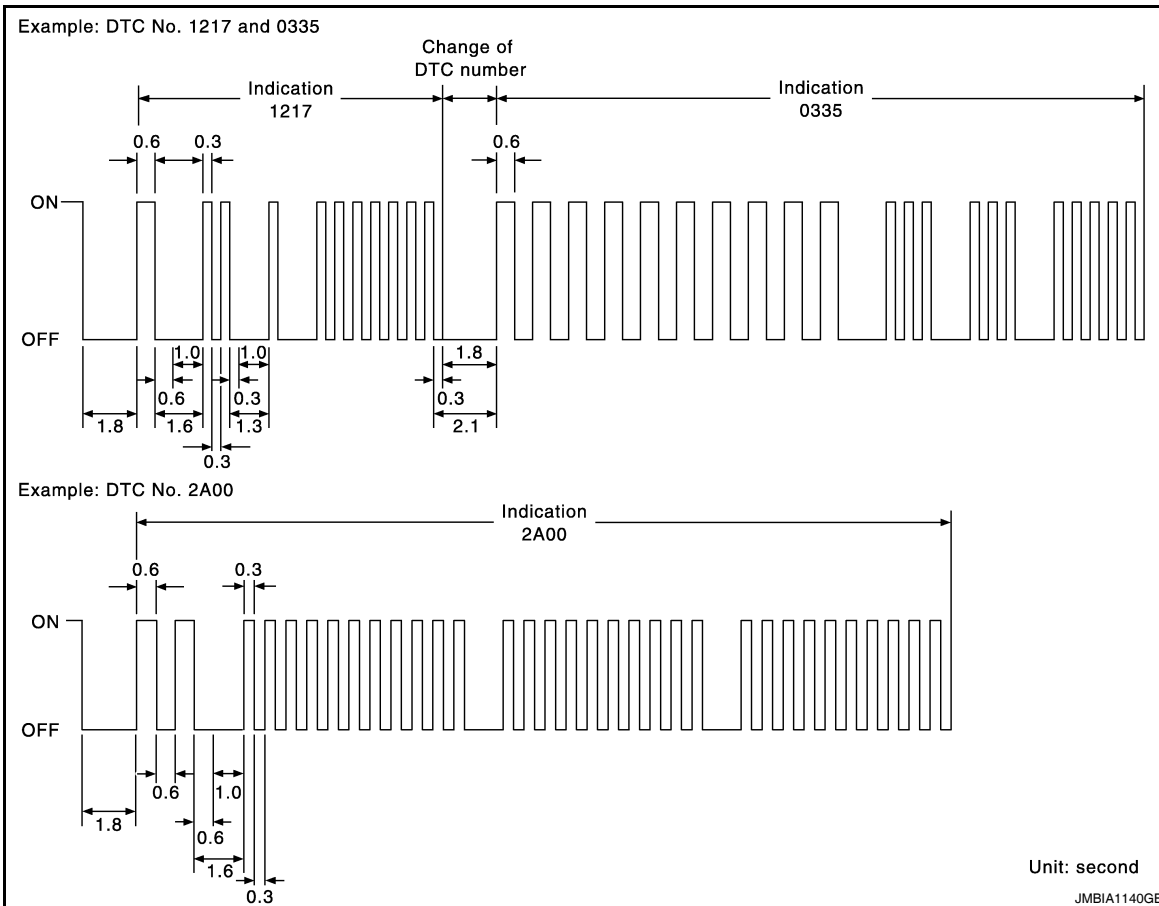 Example: DTC No. 1217 and 0335
Change of
DTC number
Indication
1217
Indication
0335
0.6
0.3
0.6
ON
OFF
1.0
1.0
1.8
0.6
0.3
0.3
1.8
1.6
1.3
2.1
0.3
Example: DTC No. 2A00
Indication
2A00
0.6
0.3
ON
OFF
0.6
1.0
1.8
0.6
1.6
0.3
Unit: second
JMBIA1140GB